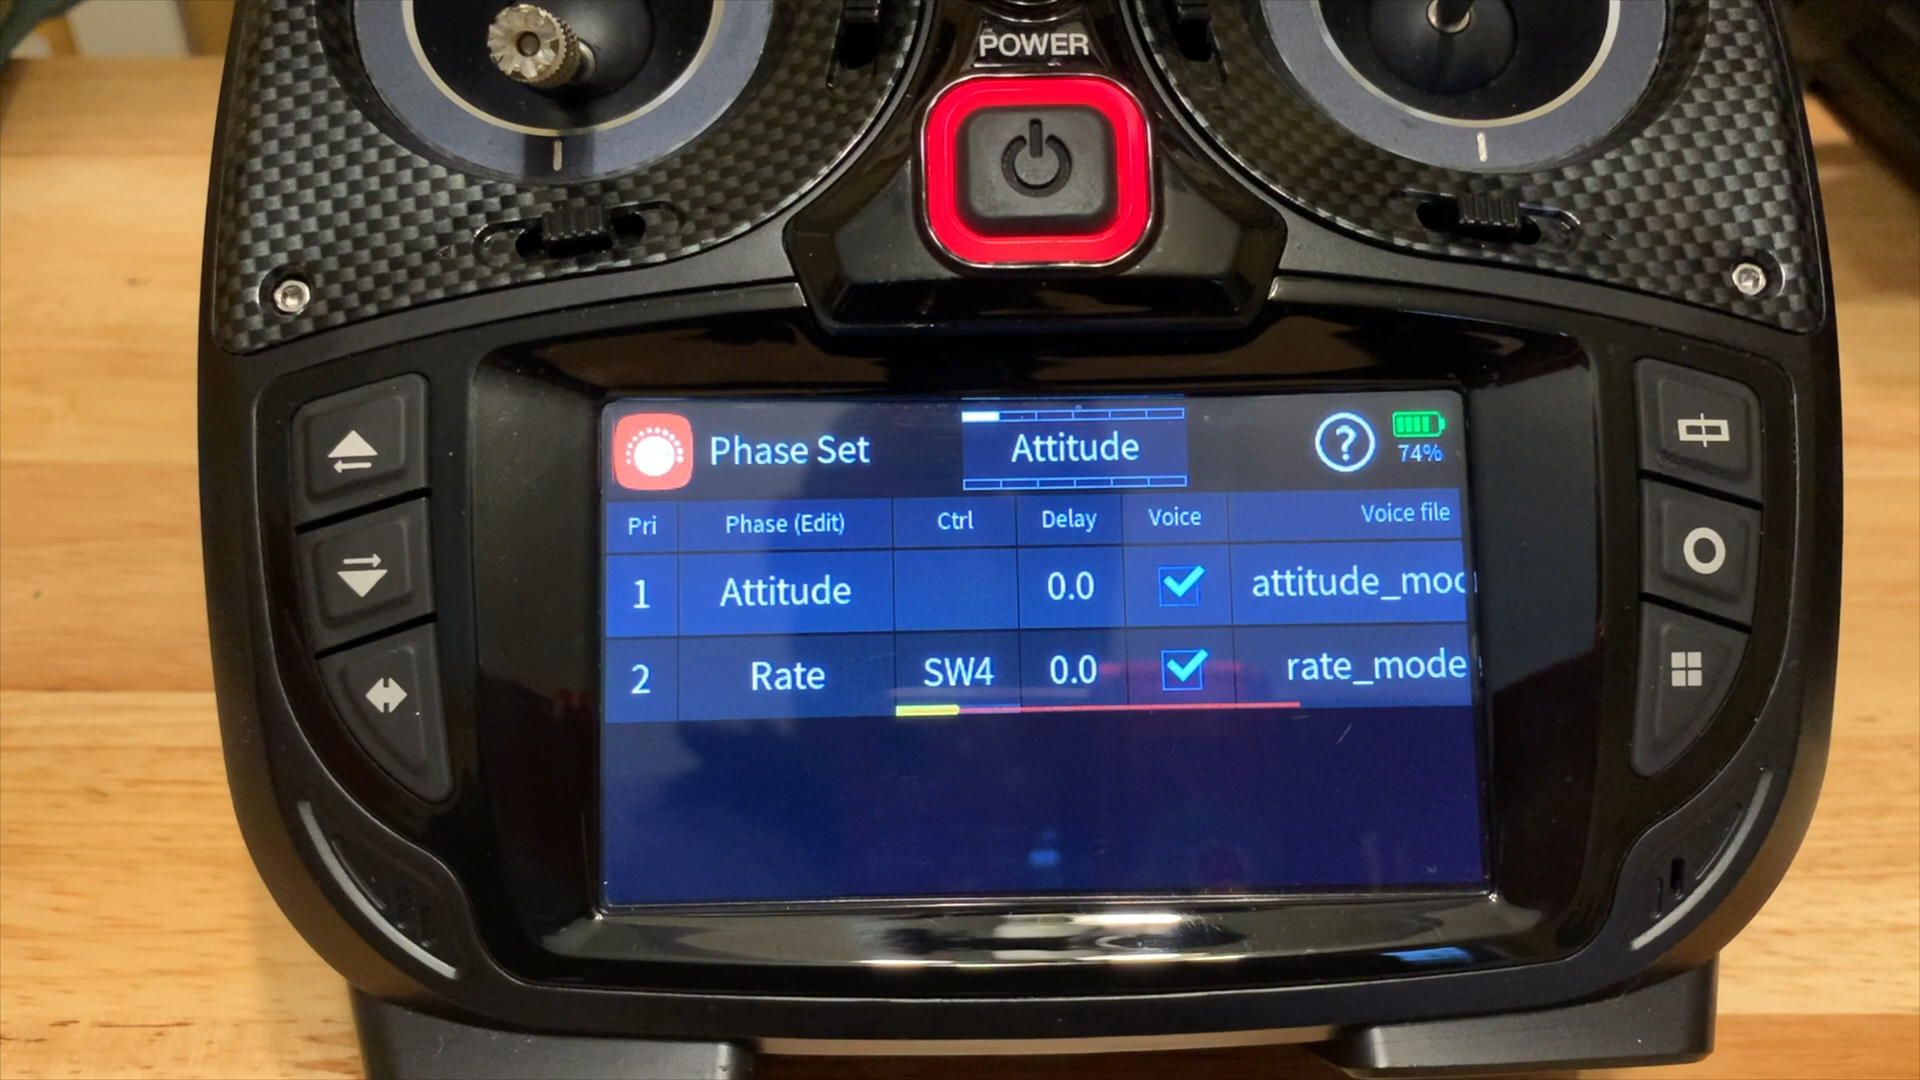 POWER
Phase Set Attitude ? 74%
Pri Phase (Edit) Ctrl Delay Voice Voice file
1 Attitude 0.0 attitude_mod
2 Rate SW4 0.0 rate_mode